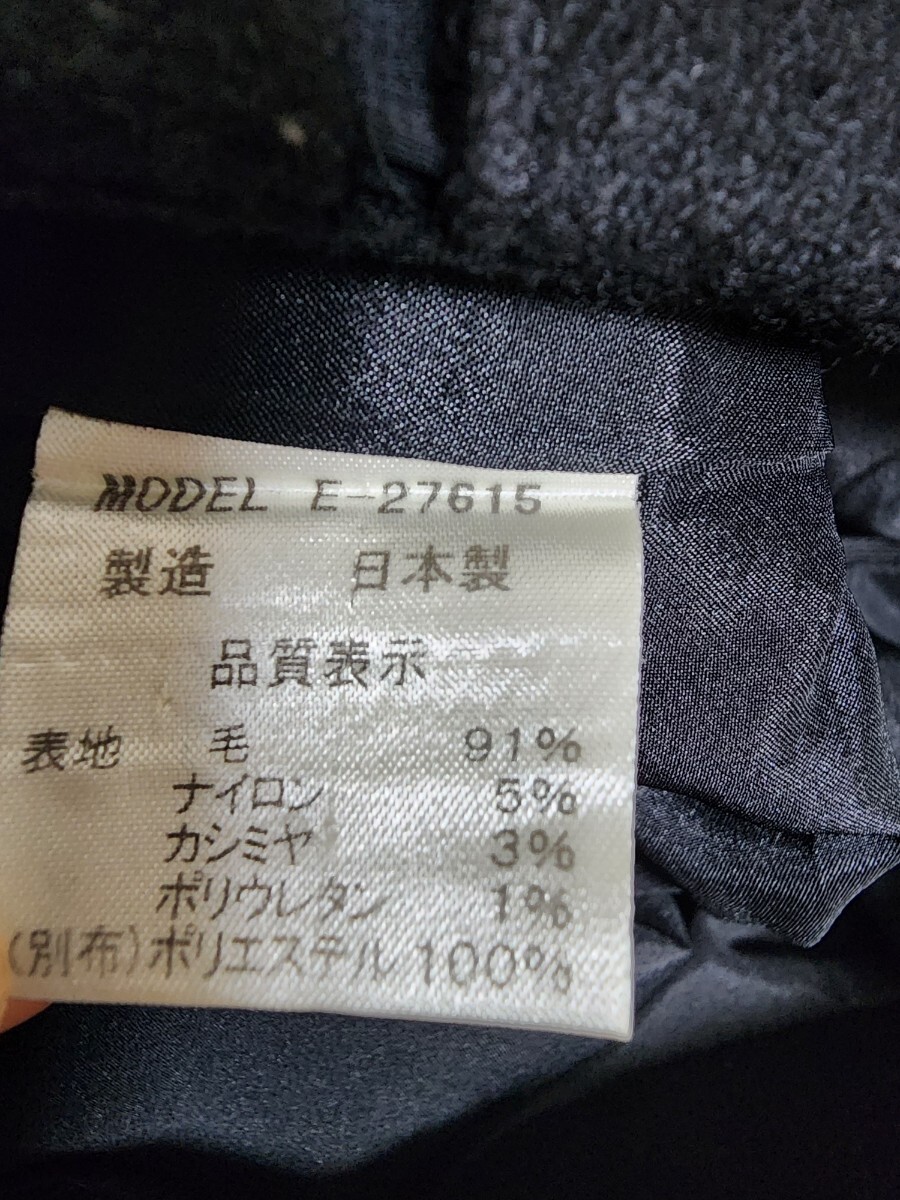 MODEL E-27615
製造 日本製
品質表示
表地 毛 91%
ナイロン 5%
カシミヤ 3%
ポリウレタン 1%
(別布)ポリエステル100%